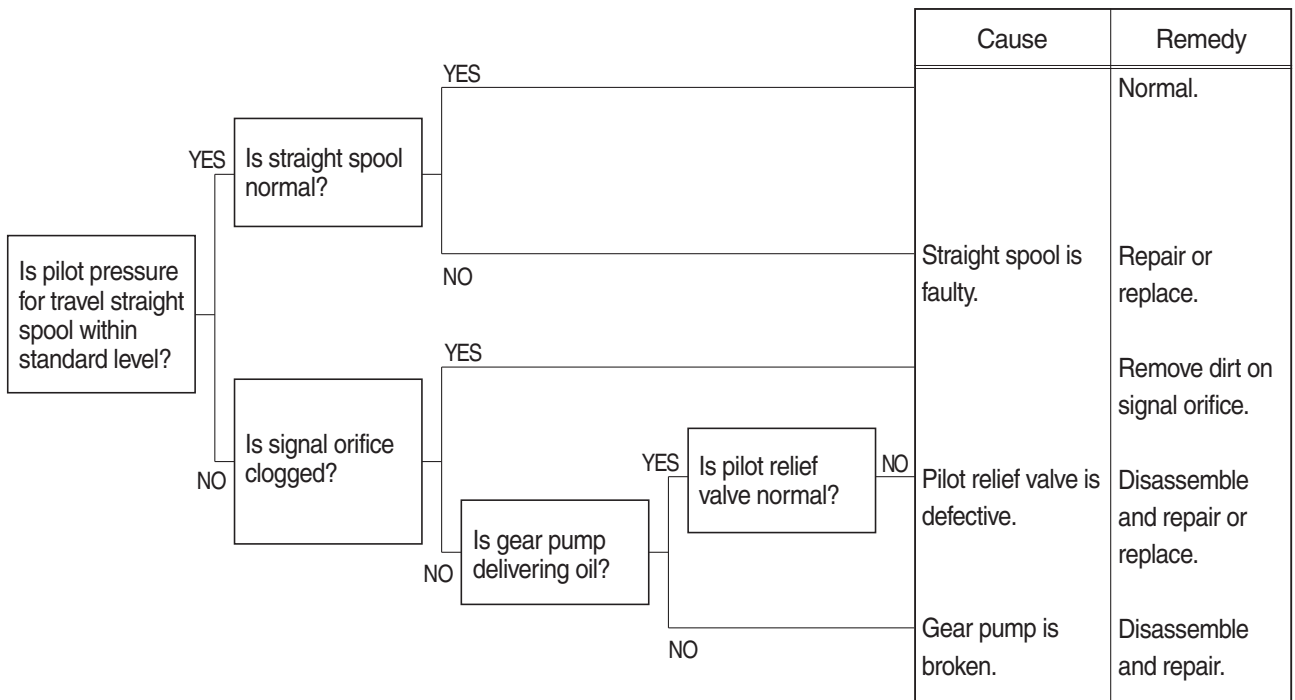 Cause
Remedy
YES
Normal.
YES
Is straight spool
normal?
NO
Straight spool is
faulty.
Repair or
replace.
Is pilot pressure
for travel straight
spool within
standard level?
YES
Remove dirt on
signal orifice.
NO
Is signal orifice
clogged?
YES
Is pilot relief
valve normal?
NO
Pilot relief valve is
defective.
Disassemble
and repair or
replace.
NO
Is gear pump
delivering oil?
NO
Gear pump is
broken.
Disassemble
and repair.